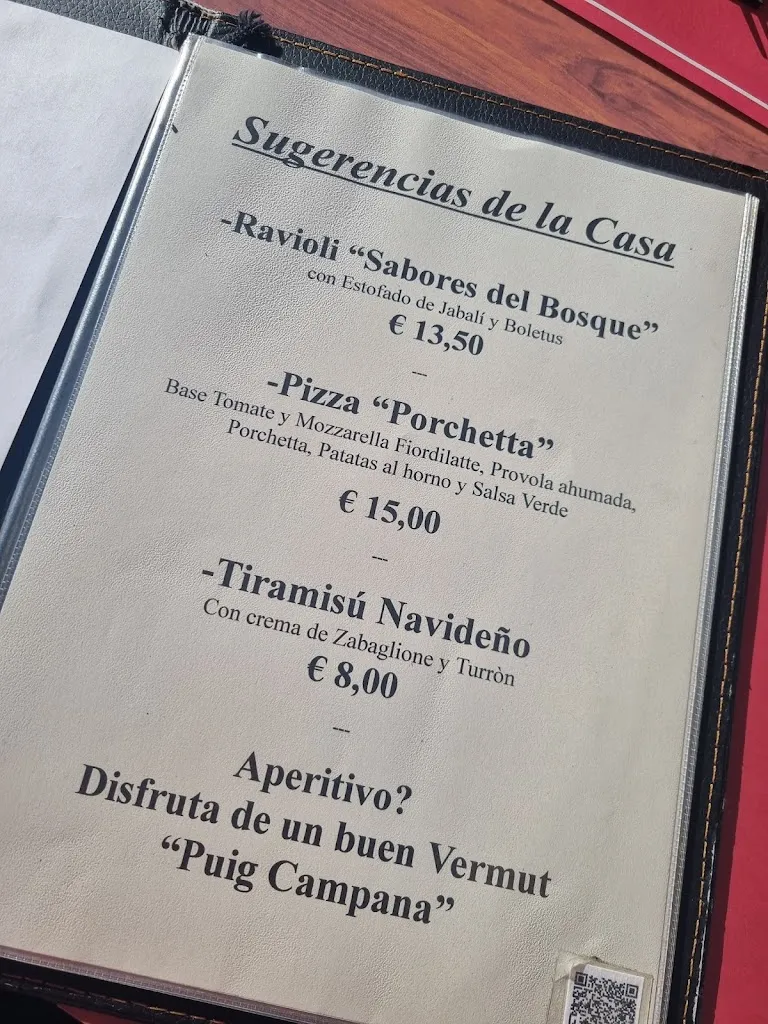 Sugerencias de la Casa
-Ravioli “Sabores del Bosque”
con Estofado de Jabalí y Boletus
€ 13,50
---
-Pizza “Porchetta”
Base Tomate y Mozzarella Fiordilatte, Provola ahumada,
Porchetta, Patatas al horno y Salsa Verde
€ 15,00
---
-Tiramisú Navideño
Con crema de Zabaglione y Turròn
€ 8,00
---
Aperitivo?
Disfruta de un buen Vermut
“Puig Campana”